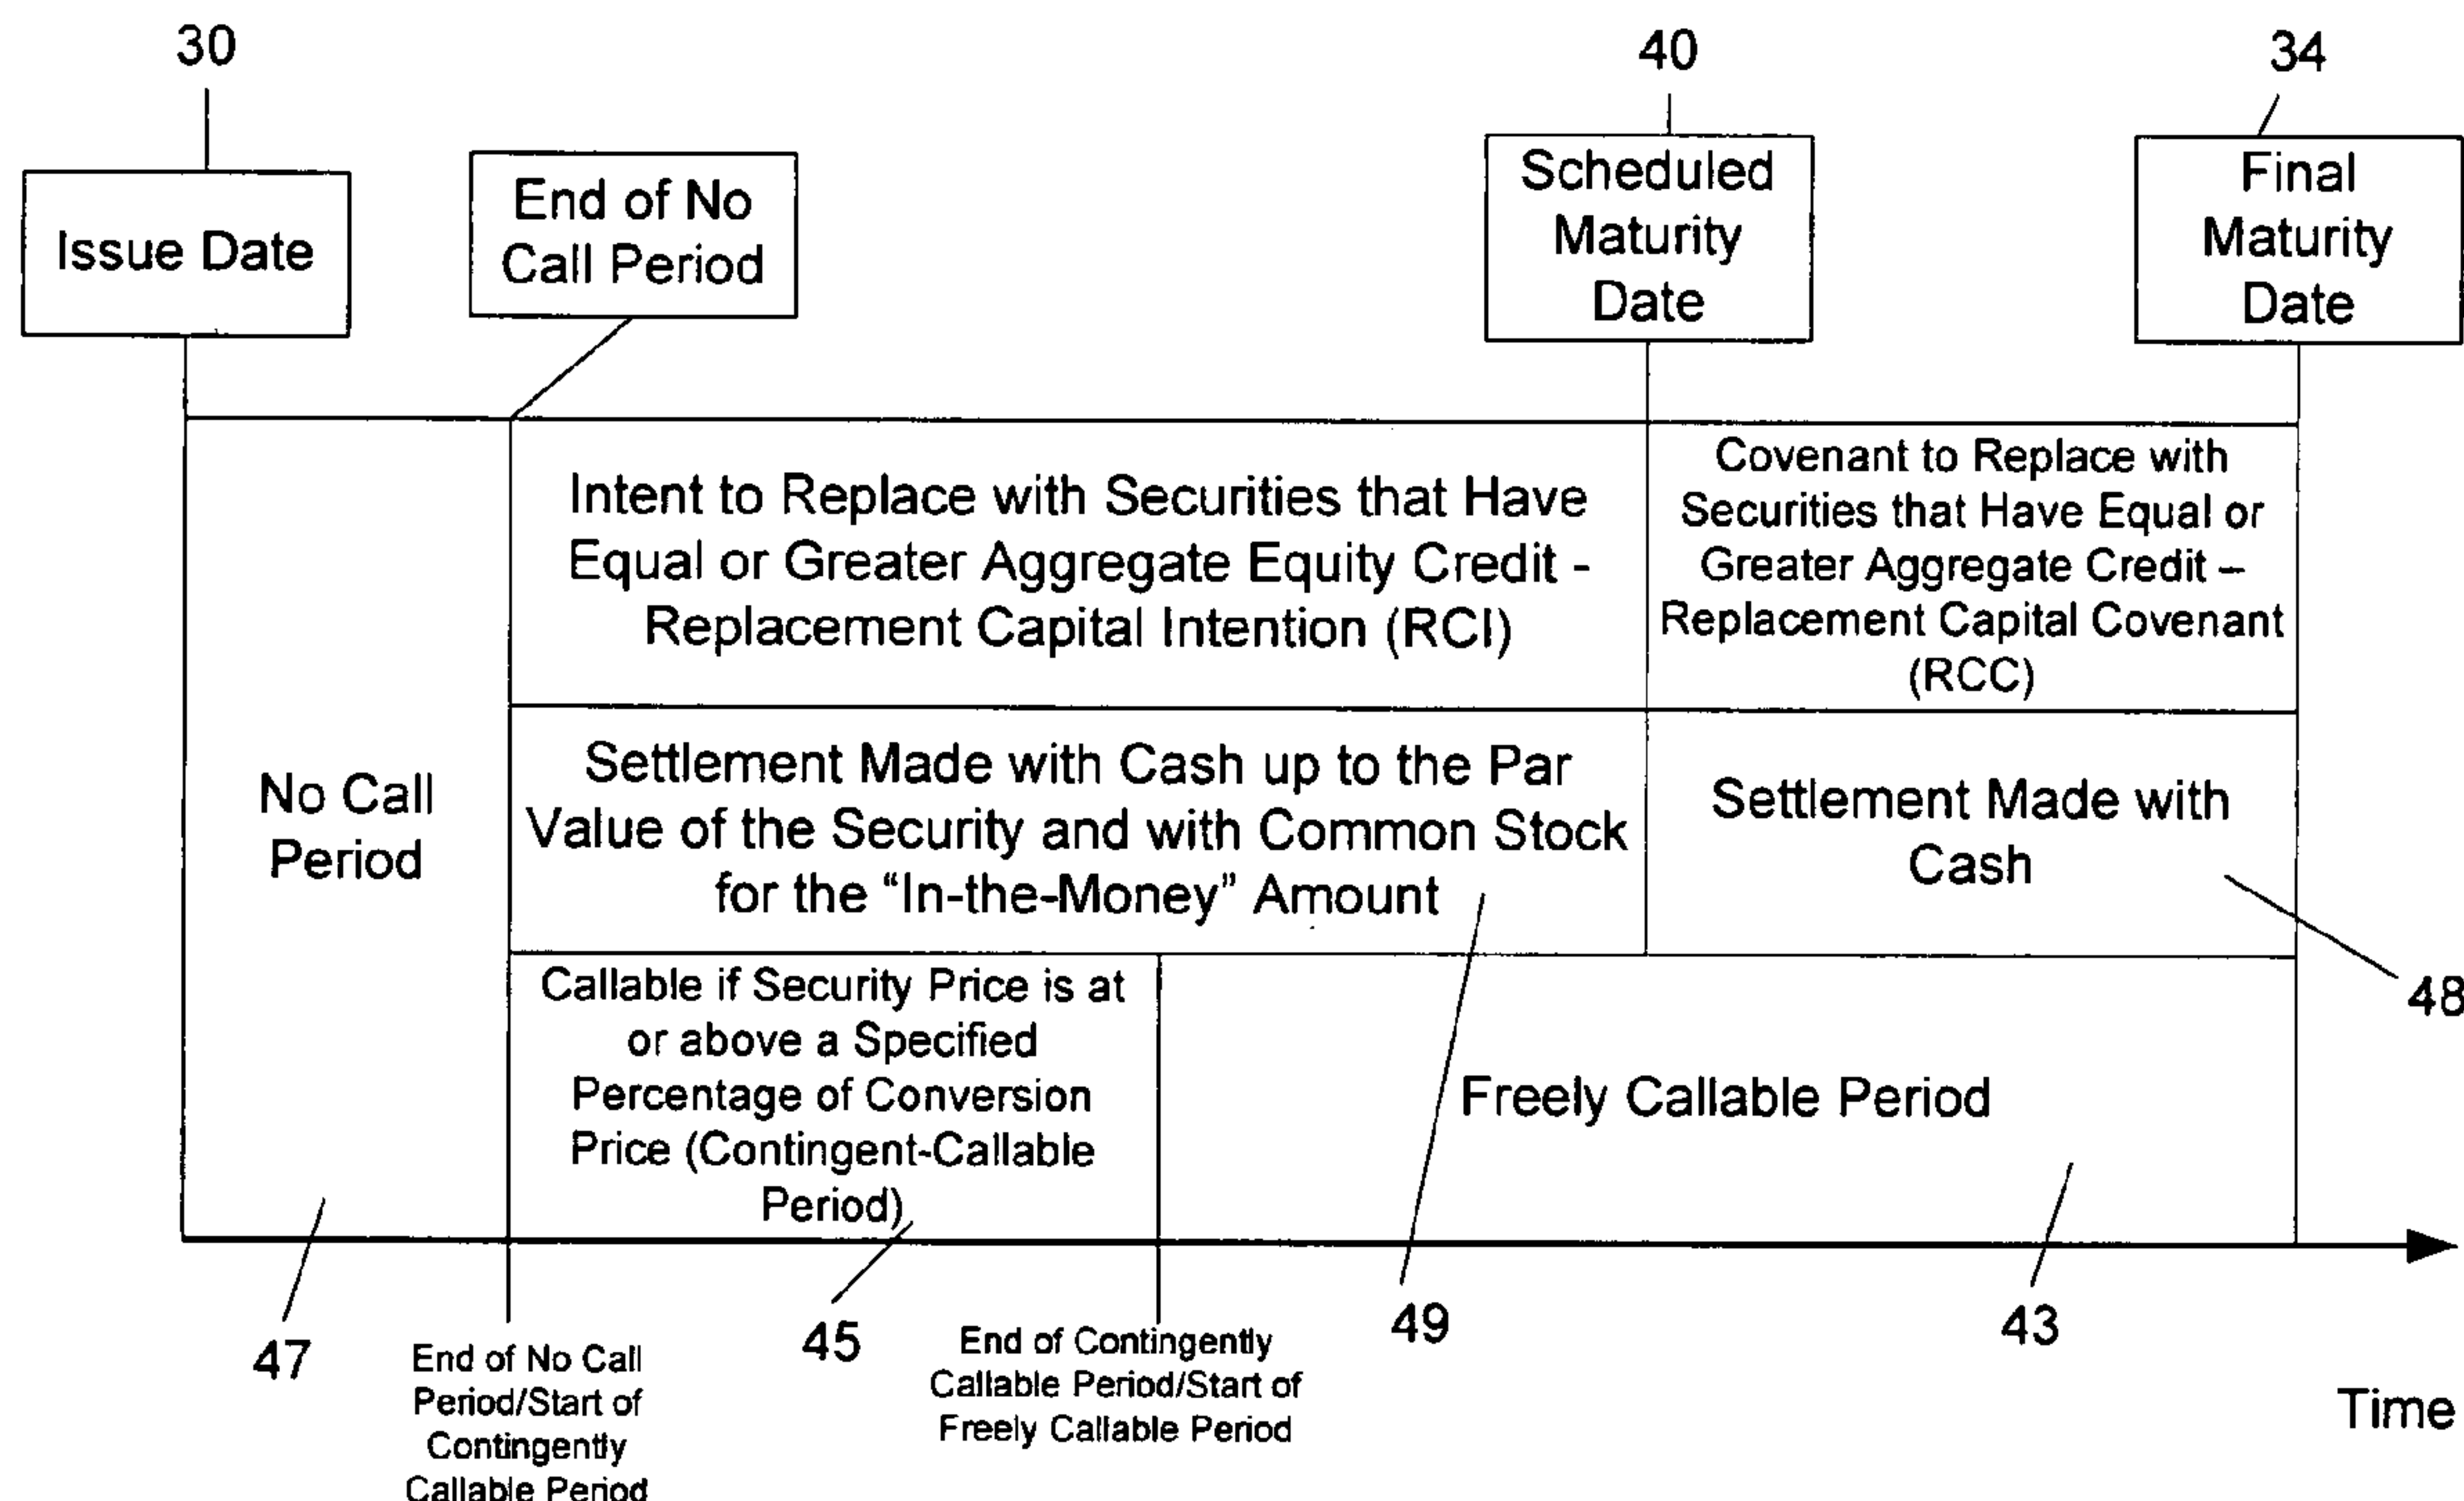 30
40
34
Issue Date
End of No
Call Period
Scheduled
Maturity
Date
Final
Maturity
Date
Intent to Replace with Securities that Have
Equal or Greater Aggregate Equity Credit -
Replacement Capital Intention (RCI)
Covenant to Replace with
Securities that Have Equal or
Greater Aggregate Credit –
Replacement Capital Covenant
(RCC)
No Call
Period
Settlement Made with Cash up to the Par
Value of the Security and with Common Stock
for the “In-the-Money” Amount
Settlement Made with
Cash
48
Callable if Security Price is at
or above a Specified
Percentage of Conversion
Price (Contingent-Callable
Period)
Freely Callable Period
47
End of No Call
Period/Start of
Contingently
Callable Period
45
End of Contingently
Callable Period/Start of
Freely Callable Period
49
43
Time